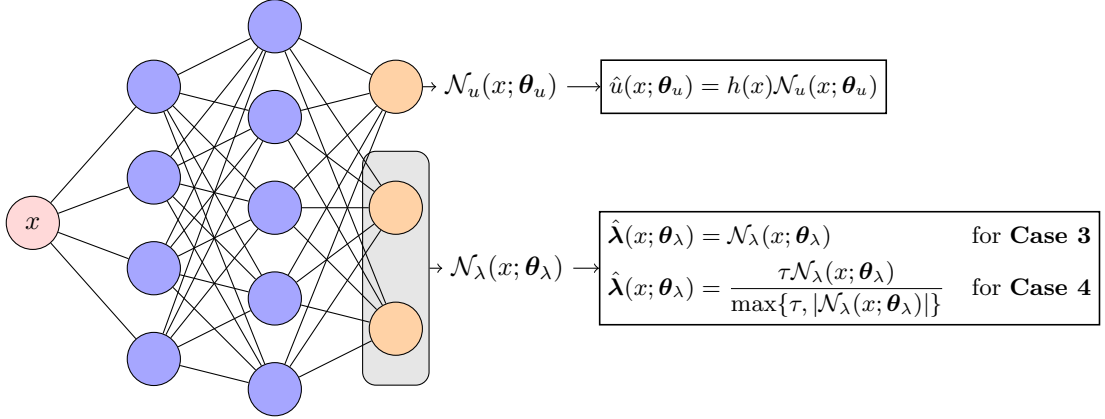 x
𝒩_u(x; 𝜽_u)
û(x; 𝜽_u) = h(x)𝒩_u(x; 𝜽_u)
𝒩_λ(x; 𝜽_λ)
𝝀̂(x; 𝜽_λ) = 𝒩_λ(x; 𝜽_λ) for Case 3
𝝀̂(x; 𝜽_λ) = τ𝒩_λ(x; 𝜽_λ) / max{τ, |𝒩_λ(x; 𝜽_λ)|} for Case 4